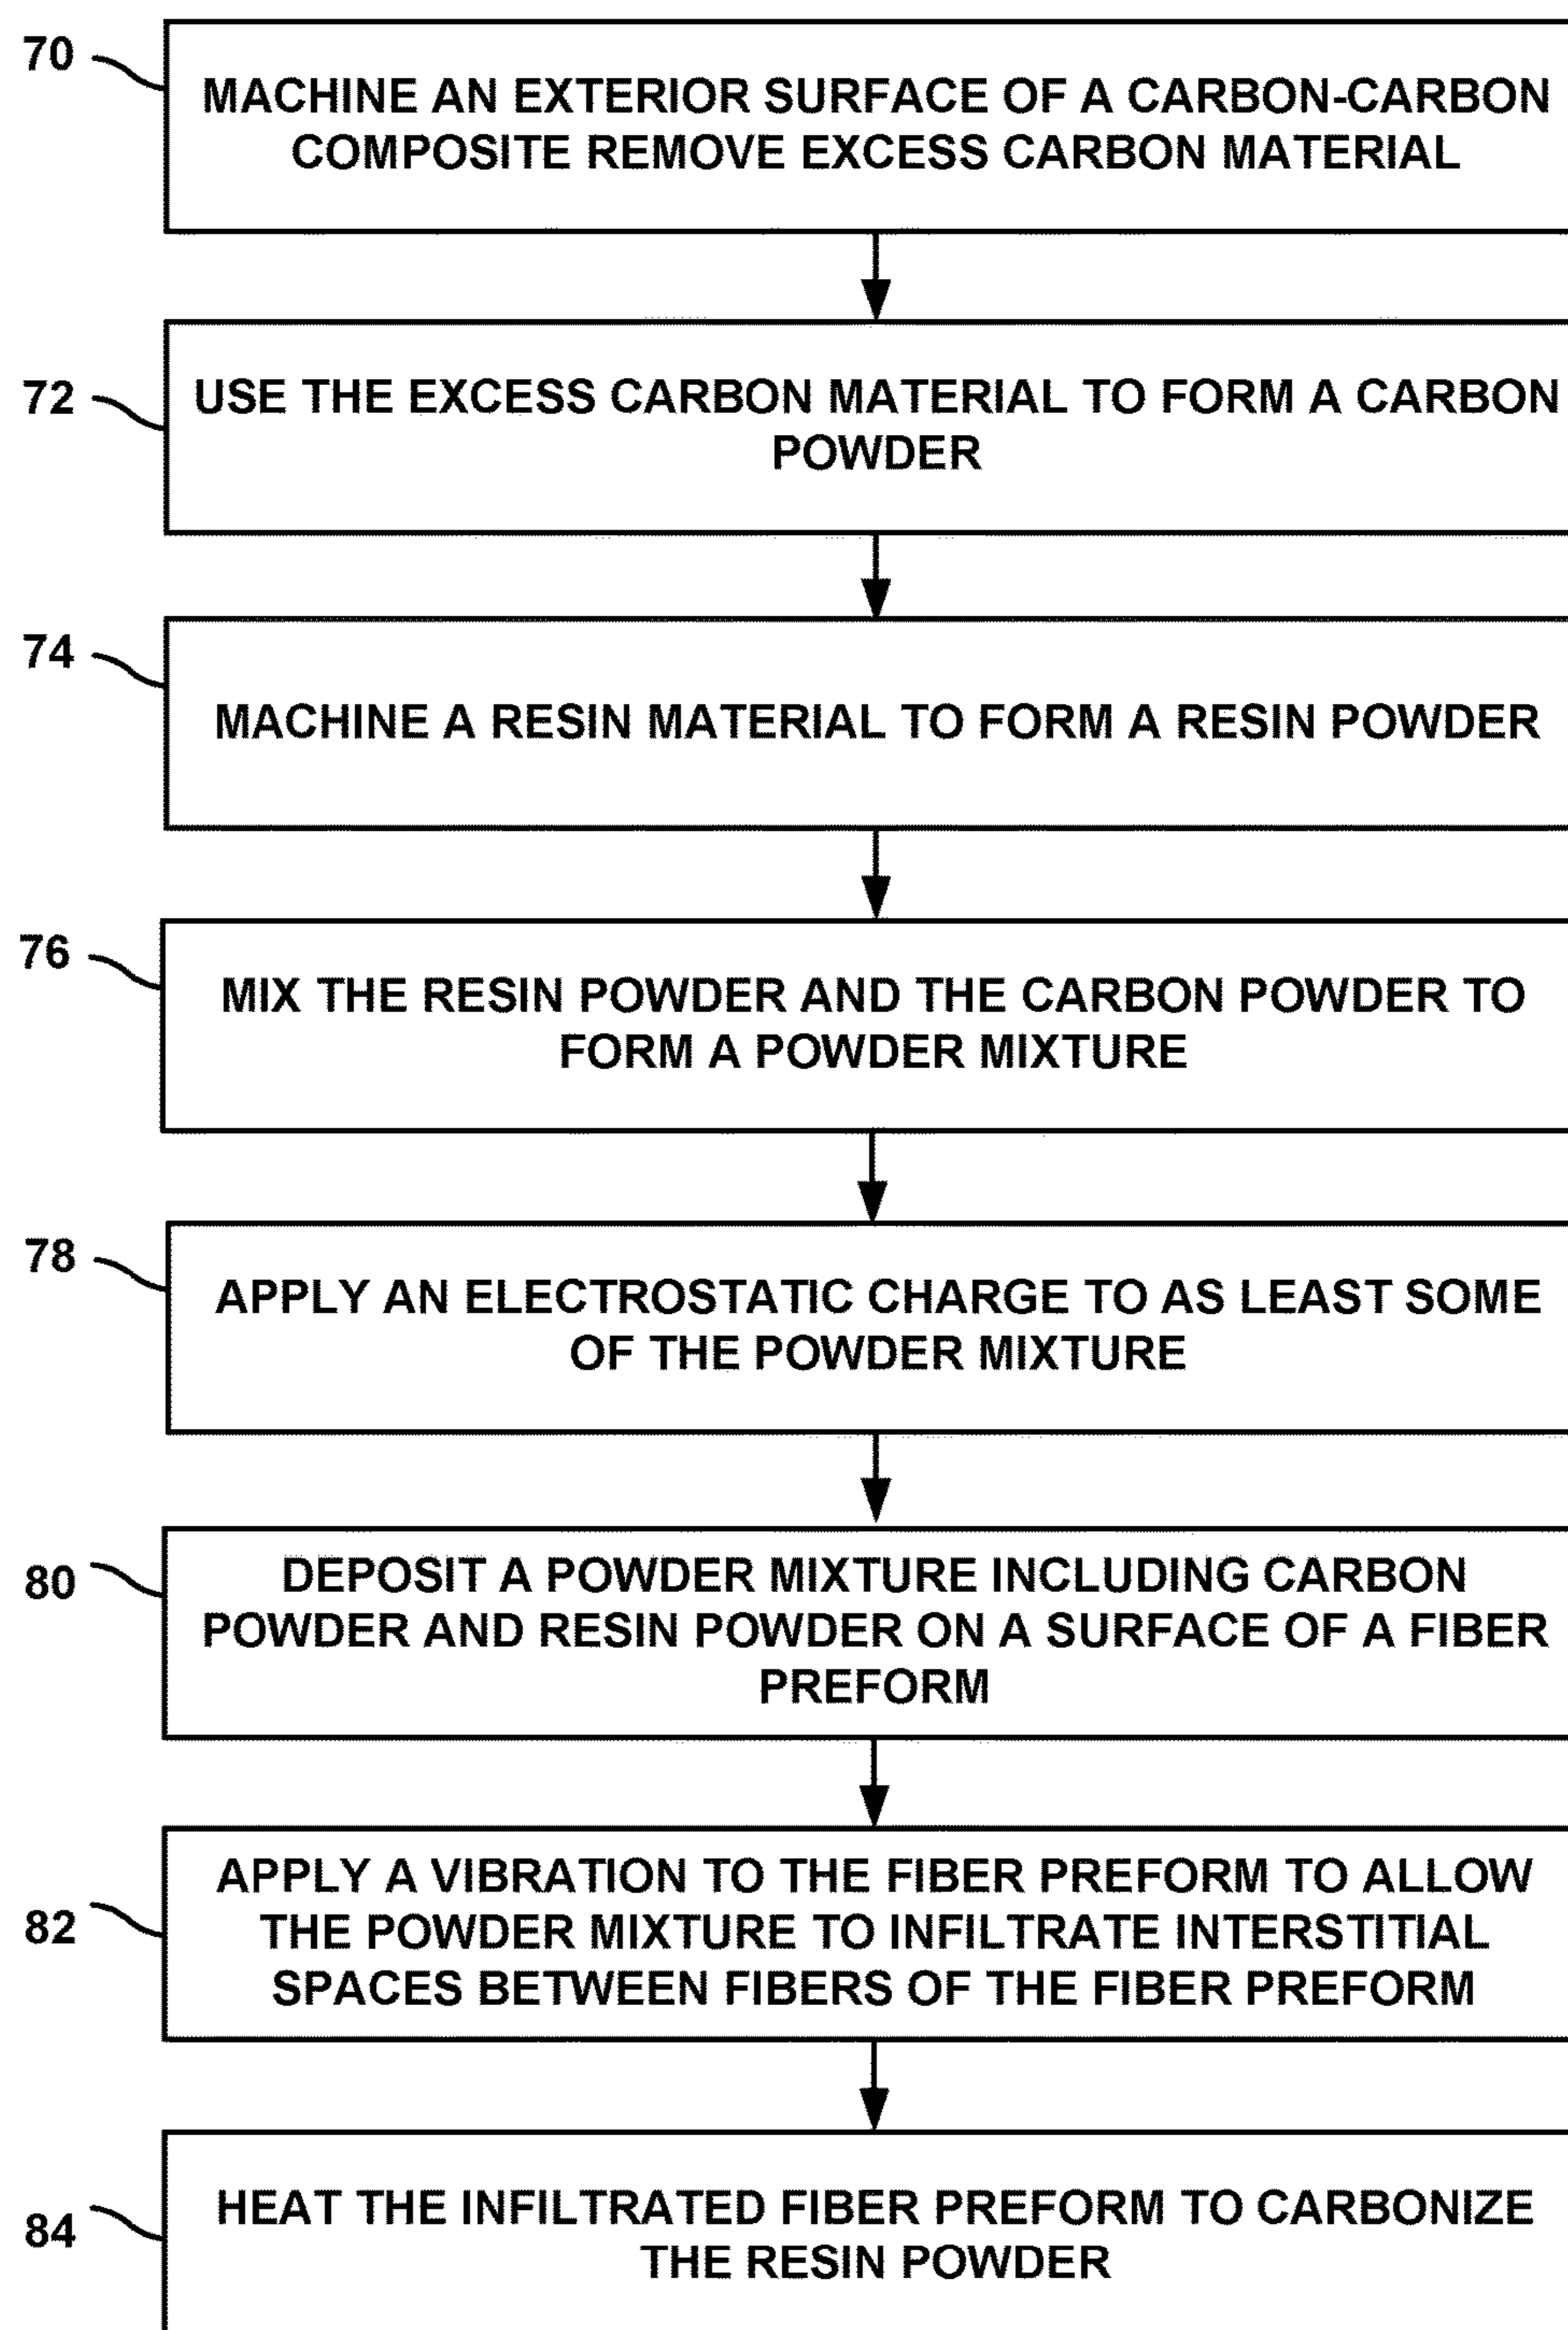 70
MACHINE AN EXTERIOR SURFACE OF A CARBON-CARBON
COMPOSITE REMOVE EXCESS CARBON MATERIAL
72
USE THE EXCESS CARBON MATERIAL TO FORM A CARBON
POWDER
74
MACHINE A RESIN MATERIAL TO FORM A RESIN POWDER
76
MIX THE RESIN POWDER AND THE CARBON POWDER TO
FORM A POWDER MIXTURE
78
APPLY AN ELECTROSTATIC CHARGE TO AS LEAST SOME
OF THE POWDER MIXTURE
80
DEPOSIT A POWDER MIXTURE INCLUDING CARBON
POWDER AND RESIN POWDER ON A SURFACE OF A FIBER
PREFORM
82
APPLY A VIBRATION TO THE FIBER PREFORM TO ALLOW
THE POWDER MIXTURE TO INFILTRATE INTERSTITIAL
SPACES BETWEEN FIBERS OF THE FIBER PREFORM
84
HEAT THE INFILTRATED FIBER PREFORM TO CARBONIZE
THE RESIN POWDER